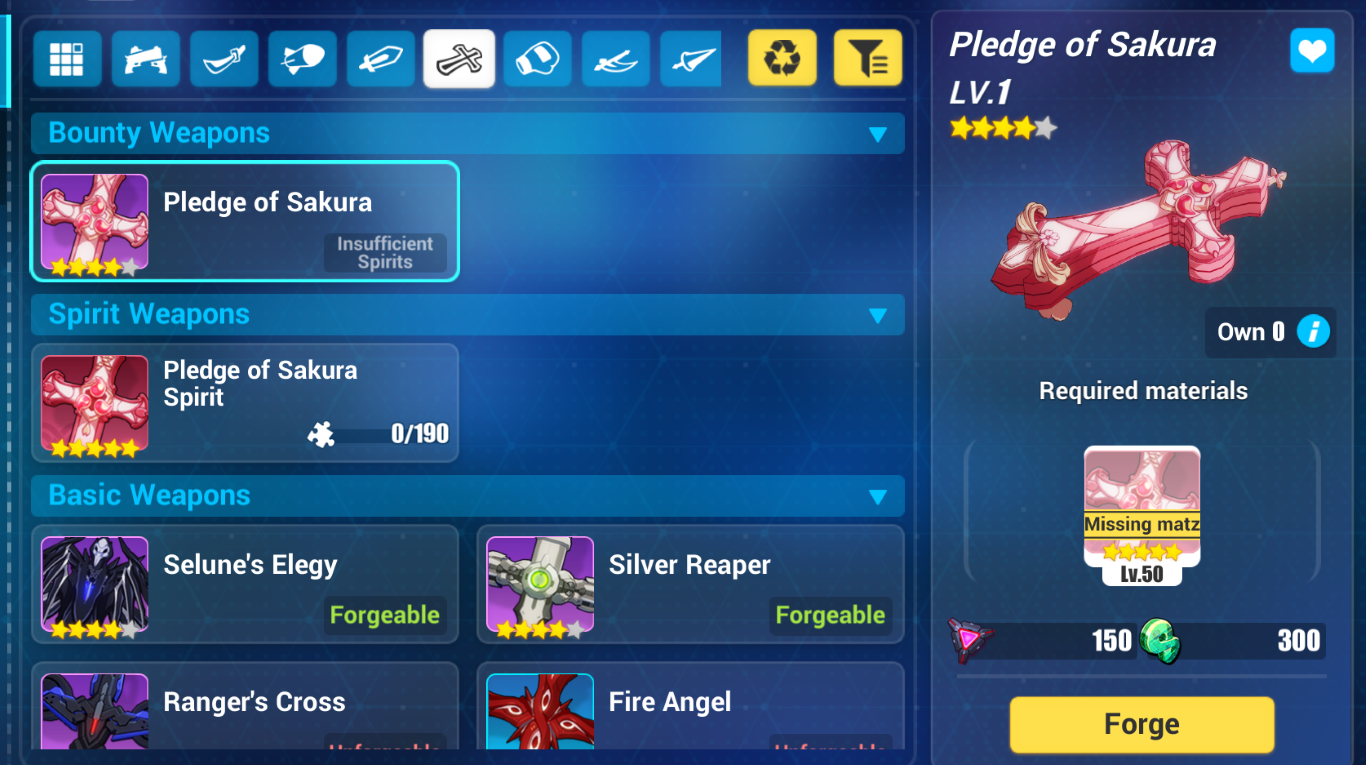 Bounty Weapons
Pledge of Sakura
Insufficient
Spirits
Spirit Weapons
Pledge of Sakura
Spirit
0/190
Basic Weapons
Selune's Elegy
Forgeable
Silver Reaper
Forgeable
Ranger's Cross
Unforgeable
Fire Angel
Unforgeable
Pledge of Sakura
LV.1
Own 0
Required materials
Missing matz
Lv.50
150
300
Forge